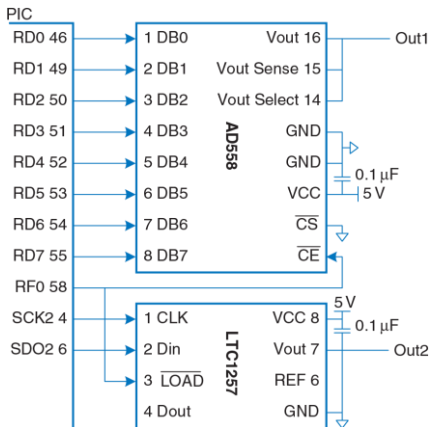 PIC
RD0 46
1 DB0
Vout 16
Out1
RD1 49
2 DB1
Vout Sense 15
RD2 50
3 DB2
Vout Select 14
RD3 51
4 DB3
GND
RD4 52
5 DB4
GND
0.1 µF
RD5 53
6 DB5
VCC
5 V
RD6 54
7 DB6
CS
RD7 55
8 DB7
CE
AD558
RF0 58
5 V
SCK2 4
1 CLK
VCC 8
0.1 µF
SDO2 6
2 Din
Vout 7
Out2
3 LOAD
REF 6
4 Dout
GND
LTC1257